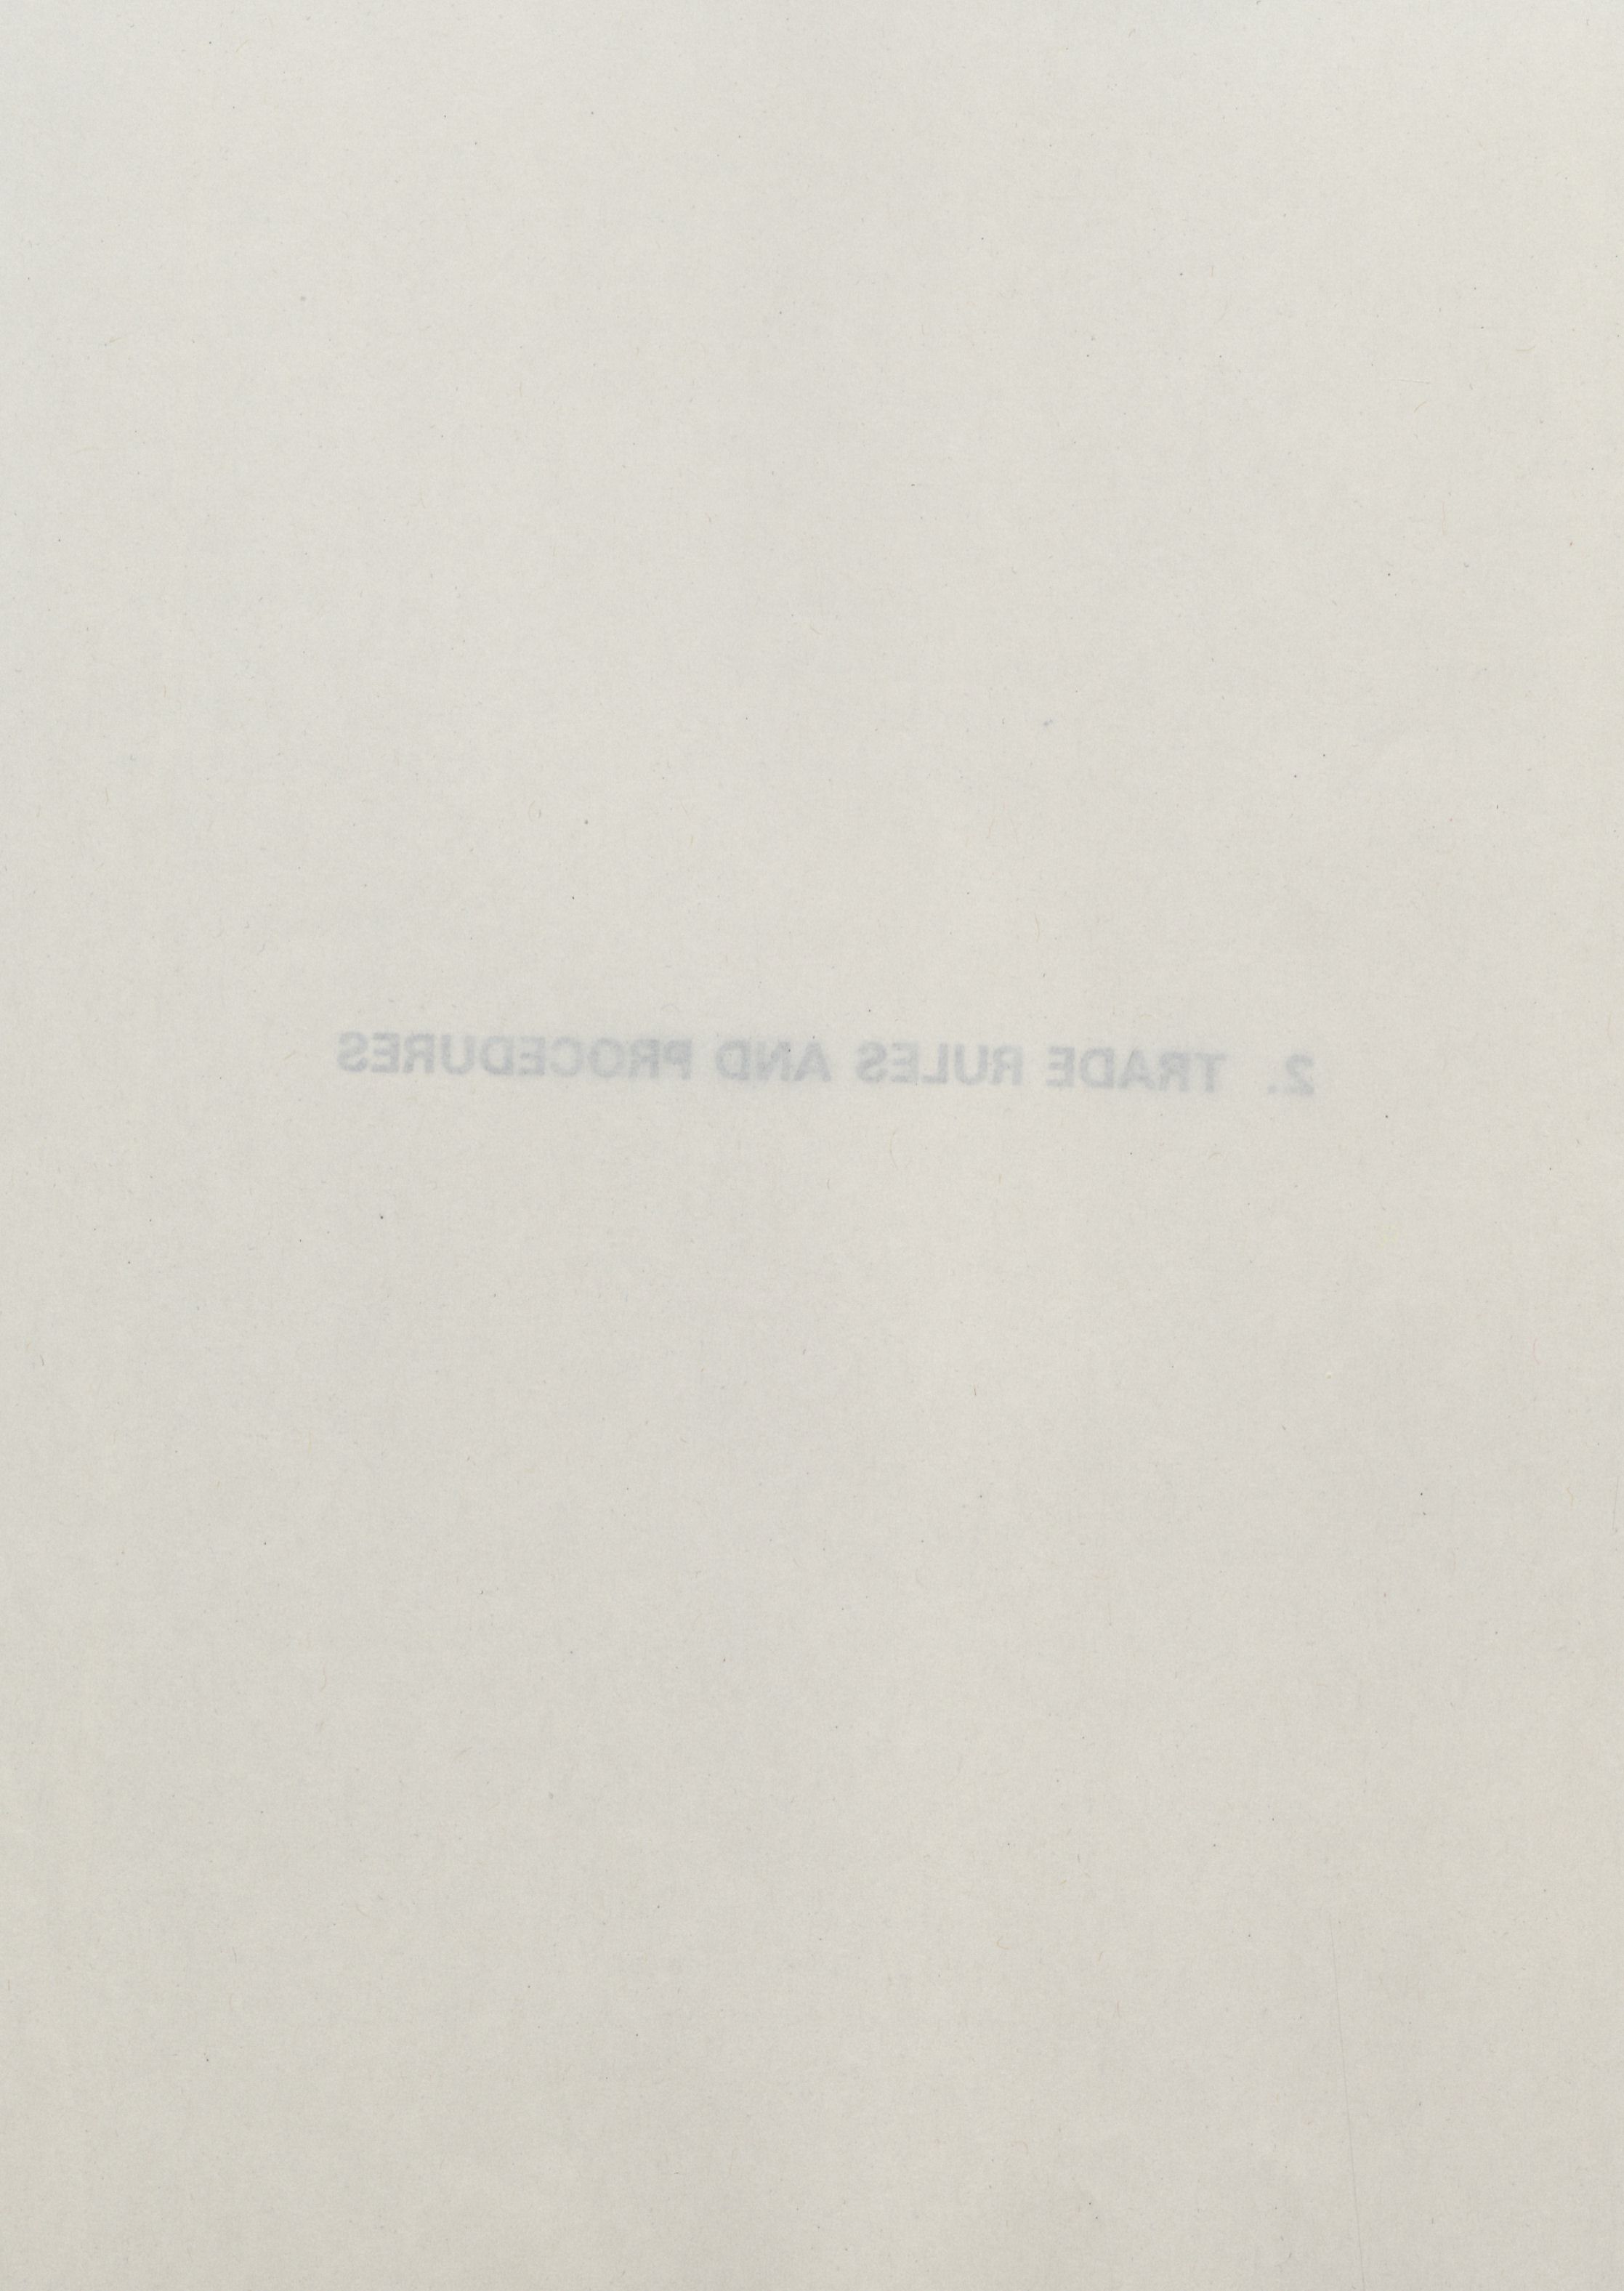 2. TRADE RULES AND PROCEDURES